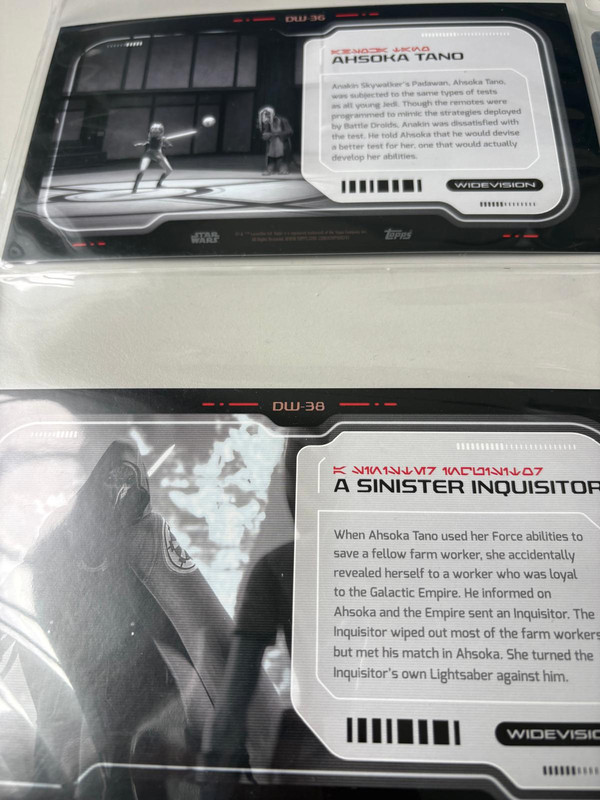 DW-36
AHSOKA TANO
Anakin Skywalker's Padawan, Ahsoka Tano,
was subjected to the same types of tests
as all young Jedi. Though the remotes were
programmed to mimic the strategies deployed
by Battle Droids, Anakin was dissatisfied with
the test. He told Ahsoka that he would devise
a better test for her, one that would actually
develop her abilities.
WIDEVISION
STAR WARS
Topps
DW-38
A SINISTER INQUISITOR
When Ahsoka Tano used her Force abilities to
save a fellow farm worker, she accidentally
revealed herself to a worker who was loyal
to the Galactic Empire. He informed on
Ahsoka and the Empire sent an Inquisitor. The
Inquisitor wiped out most of the farm workers
but met his match in Ahsoka. She turned the
Inquisitor's own Lightsaber against him.
WIDEVISIO